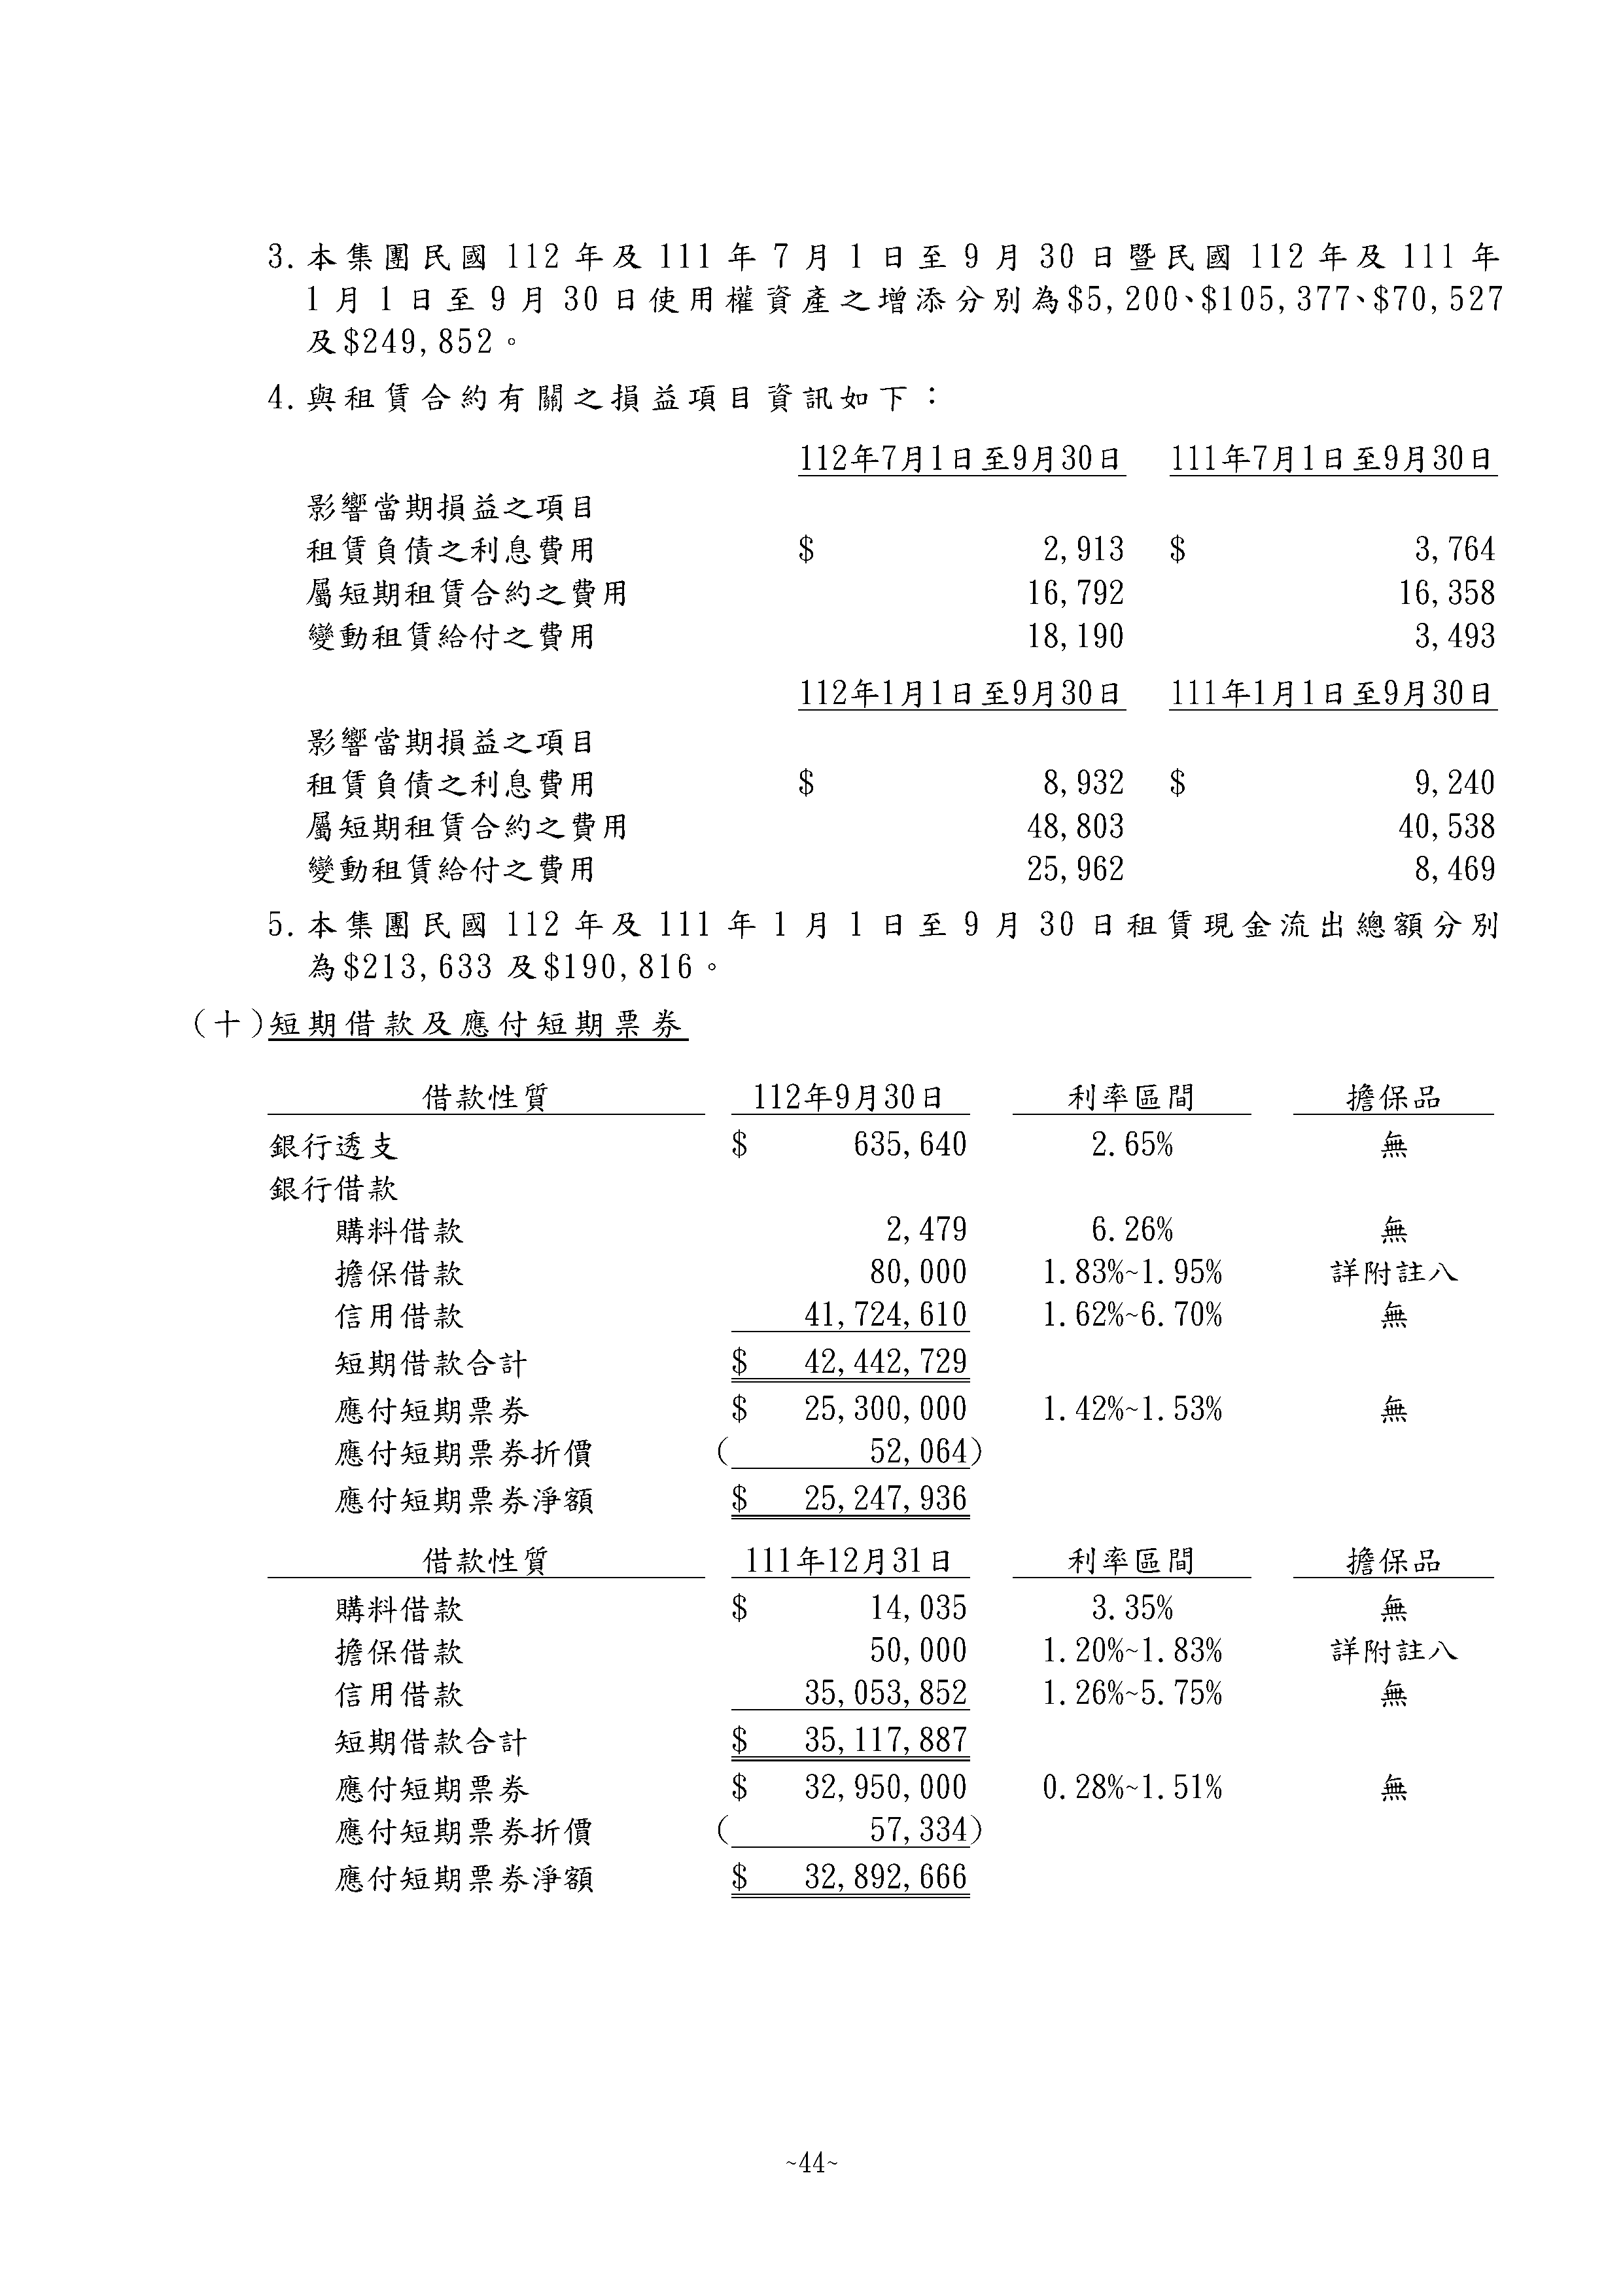 3. 本集團民國 112 年及 111 年 7 月 1 日至 9 月 30 日暨民國 112 年及 111 年
1 月 1 日至 9 月 30 日使用權資產之增添分別為$5,200、$105,377、$70,527
及$249,852。
4. 與租賃合約有關之損益項目資訊如下：
112年7月1日至9月30日 111年7月1日至9月30日
影響當期損益之項目
租賃負債之利息費用 $ 2,913 $ 3,764
屬短期租賃合約之費用 16,792 16,358
變動租賃給付之費用 18,190 3,493
112年1月1日至9月30日 111年1月1日至9月30日
影響當期損益之項目
租賃負債之利息費用 $ 8,932 $ 9,240
屬短期租賃合約之費用 48,803 40,538
變動租賃給付之費用 25,962 8,469
5. 本集團民國 112 年及 111 年 1 月 1 日至 9 月 30 日租賃現金流出總額分別
為$213,633 及$190,816。
(十)短期借款及應付短期票券
借款性質 112年9月30日 利率區間 擔保品
銀行透支 $ 635,640 2.65% 無
銀行借款
購料借款 2,479 6.26% 無
擔保借款 80,000 1.83%~1.95% 詳附註八
信用借款 41,724,610 1.62%~6.70% 無
短期借款合計 $ 42,442,729
應付短期票券 $ 25,300,000 1.42%~1.53% 無
應付短期票券折價 ( 52,064)
應付短期票券淨額 $ 25,247,936
借款性質 111年12月31日 利率區間 擔保品
購料借款 $ 14,035 3.35% 無
擔保借款 50,000 1.20%~1.83% 詳附註八
信用借款 35,053,852 1.26%~5.75% 無
短期借款合計 $ 35,117,887
應付短期票券 $ 32,950,000 0.28%~1.51% 無
應付短期票券折價 ( 57,334)
應付短期票券淨額 $ 32,892,666
~44~